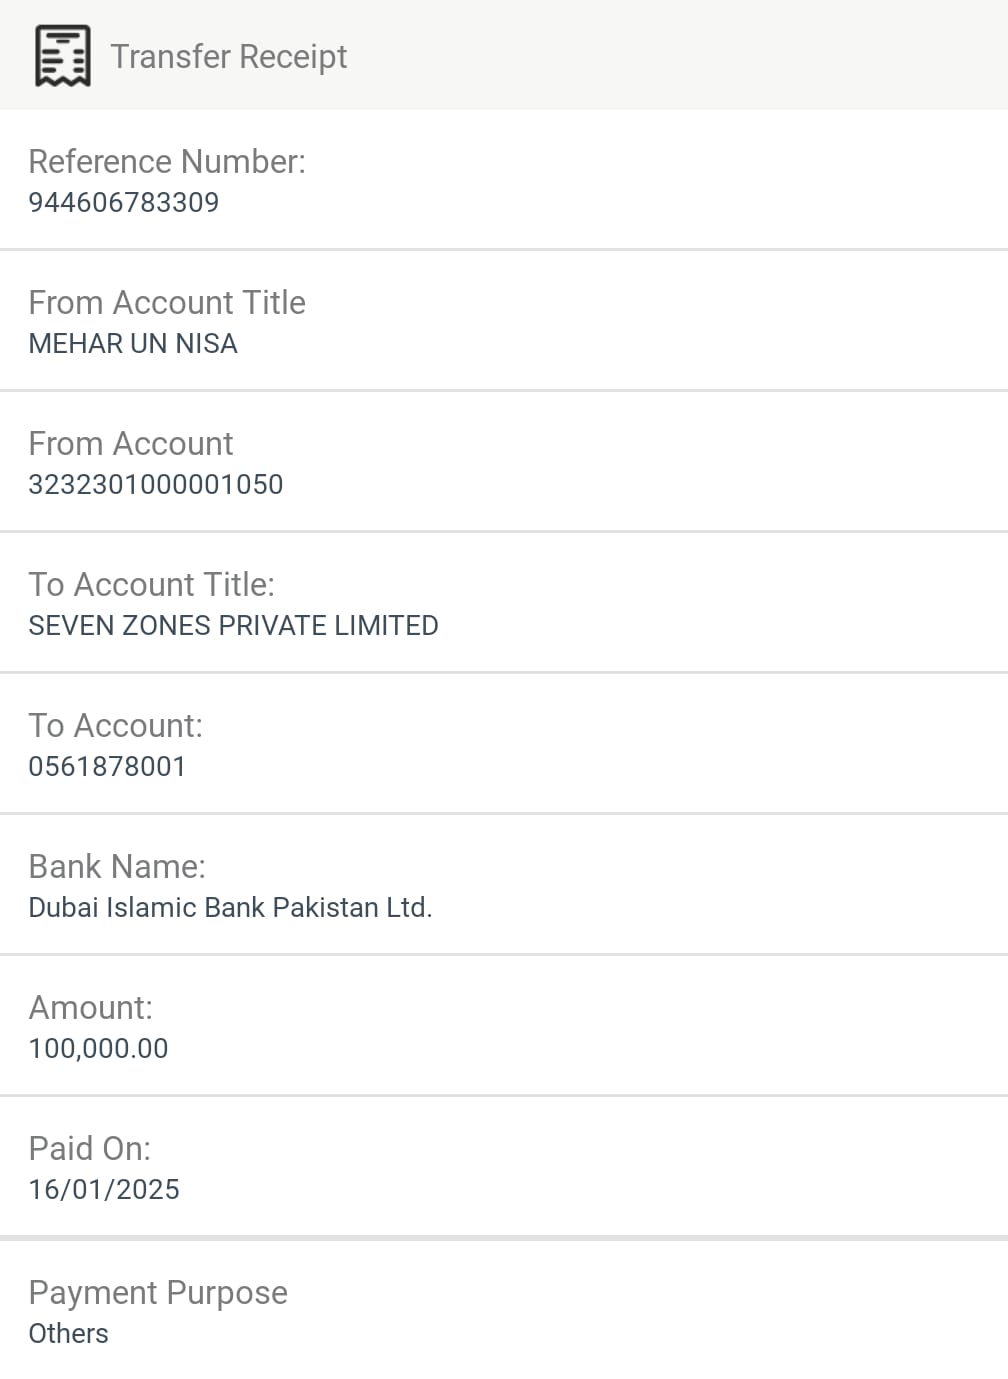 Transfer Receipt
Reference Number:
944606783309
From Account Title
MEHAR UN NISA
From Account
3232301000001050
To Account Title:
SEVEN ZONES PRIVATE LIMITED
To Account:
0561878001
Bank Name:
Dubai Islamic Bank Pakistan Ltd.
Amount:
100,000.00
Paid On:
16/01/2025
Payment Purpose
Others